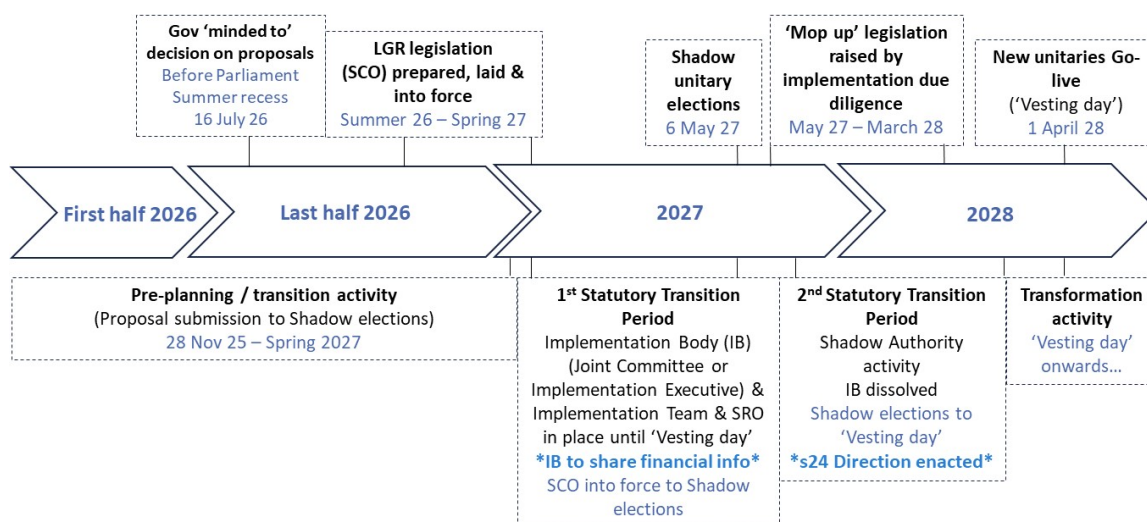 Gov ‘minded to’
decision on proposals
Before Parliament
Summer recess
16 July 26
LGR legislation
(SCO) prepared, laid &
into force
Summer 26 – Spring 27
Shadow
unitary
elections
6 May 27
‘Mop up’ legislation
raised by
implementation due
diligence
May 27 – March 28
New unitaries Go-
live
(‘Vesting day’)
1 April 28
First half 2026
Last half 2026
2027
2028
Pre-planning / transition activity
(Proposal submission to Shadow elections)
28 Nov 25 – Spring 2027
1st Statutory Transition
Period
Implementation Body (IB)
(Joint Committee or
Implementation Executive) &
Implementation Team & SRO
in place until ‘Vesting day’
*IB to share financial info*
SCO into force to Shadow
elections
2nd Statutory Transition
Period
Shadow Authority
activity
IB dissolved
Shadow elections to
‘Vesting day’
*s24 Direction enacted*
Transformation
activity
‘Vesting day’
onwards…